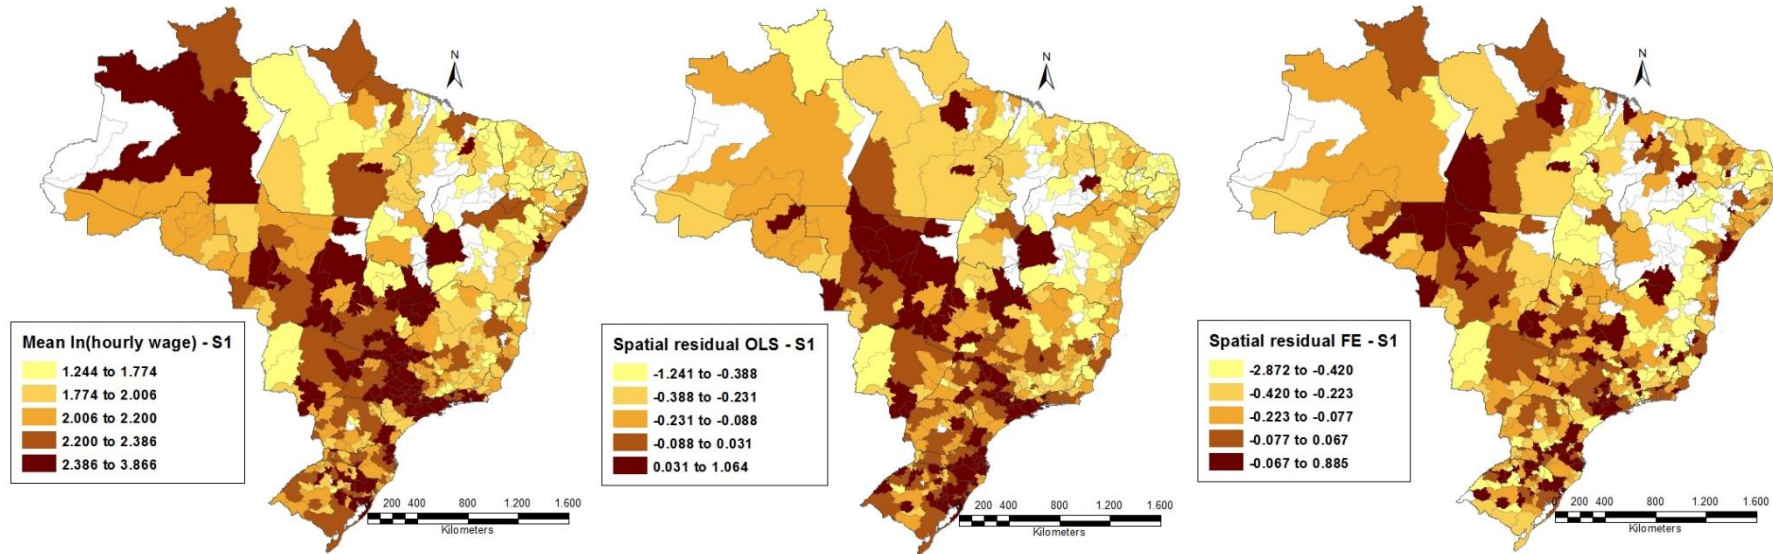 N
Mean ln(hourly wage) - S1
1.244 to 1.774
1.774 to 2.006
2.006 to 2.200
2.200 to 2.386
2.386 to 3.866
200 400 800 1.200 1.600
Kilometers
N
Spatial residual OLS - S1
-1.241 to -0.388
-0.388 to -0.231
-0.231 to -0.088
-0.088 to 0.031
0.031 to 1.064
200 400 800 1.200 1.600
Kilometers
N
Spatial residual FE - S1
-2.872 to -0.420
-0.420 to -0.223
-0.223 to -0.077
-0.077 to 0.067
-0.067 to 0.885
0 200 400 800 1.200 1.600
Kilometers